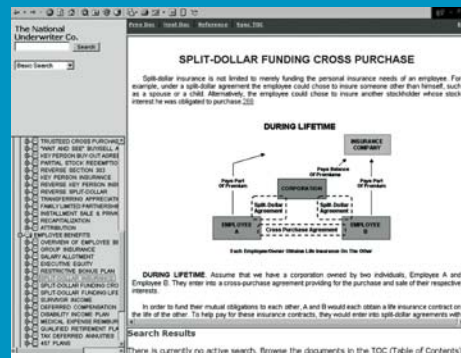 Prev Doc Next Doc Reference Sync TOC
The National
Underwriter Co.
Search
Basic Search
SPLIT-DOLLAR FUNDING CROSS PURCHASE
Split-dollar insurance is not limited to merely funding the personal insurance needs of an employee. For
example, under a split-dollar agreement the employee could chose to insure someone other than himself, such
as a spouse or a child. Alternatively, the employee could chose to insure another stockholder whose stock
interest he was obligated to purchase.
DURING LIFETIME
INSURANCE
COMPANY
Pays Part
Of Premium
Pays Balance
Of Premium
Pays Part
Of Premium
CORPORATION
Split-Dollar
Agreement
Split-Dollar
Agreement
EMPLOYEE
A
Cross Purchase Agreement
EMPLOYEE
B
Each Employee/Owner Obtains Life Insurance On The Other
TRUSTEED CROSS PURCHASE
"WAIT AND SEE" BUY/SELL A
KEY PERSON BUY-OUT AGREE
PARTIAL STOCK REDEMPTIO
REVERSE SECTION 303
KEY PERSON INSURANCE
REVERSE KEY PERSON INS
REVERSE SPLIT-DOLLAR
TRANSFERRING APPRECIATE
FAMILY LIMITED PARTNERSHI
INSTALLMENT SALE & PRIVA
RECAPITALIZATION
ATTRIBUTION
EMPLOYEE BENEFITS
OVERVIEW OF EMPLOYEE BE
GROUP INSURANCE
SALARY ALLOTMENT
EXECUTIVE EQUITY
RESTRICTIVE BONUS PLAN
SPLIT-DOLLAR INSURANCE
SPLIT-DOLLAR FUNDING CRO
SPLIT-DOLLAR FUNDING LIFE
SURVIVOR INCOME
DEFERRED COMPENSATION
DISABILITY INCOME PLAN
MEDICAL EXPENSE REIMBUR
QUALIFIED RETIREMENT PLA
TAX DEFERRED ANNUITIES
457 PLANS
DURING LIFETIME. Assume that we have a corporation owned by two individuals, Employee A and
Employee B. They enter into a cross-purchase agreement providing for the purchase and sale of their respective
interests.
In order to fund their mutual obligations to each other, A and B would each obtain a life insurance contract on
the life of the other. To help pay for these insurance contracts, they would enter into split-dollar agreements with
Search Results
There is currently no active search. Browse the documents in the TOC (Table of Contents)